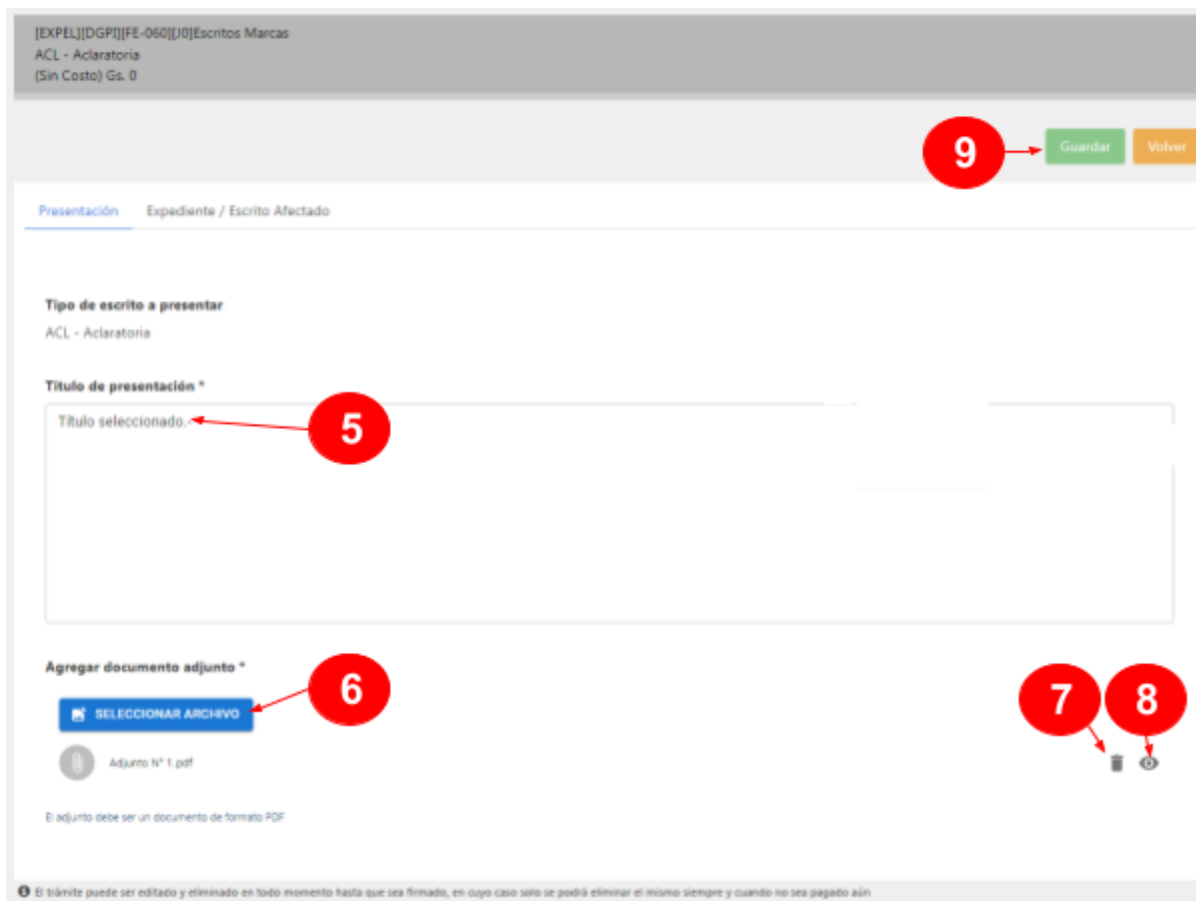 [EXPEL][DGPI][FE-060][J0]Escritos Marcas
ACL - Aclaratoria
(Sin Costo) Gs. 0
9 Guardar Volver
Presentación Expediente / Escrito Afectado
Tipo de escrito a presentar
ACL - Aclaratoria
Título de presentación *
Título seleccionado.-
5
Agregar documento adjunto *
SELECCIONAR ARCHIVO 6 7 8
Adjunto N° 1.pdf
El adjunto debe ser un documento de formato PDF
El trámite puede ser editado y eliminado en todo momento hasta que sea firmado, en cuyo caso solo se podrá eliminar el mismo siempre y cuando no sea pagado aún